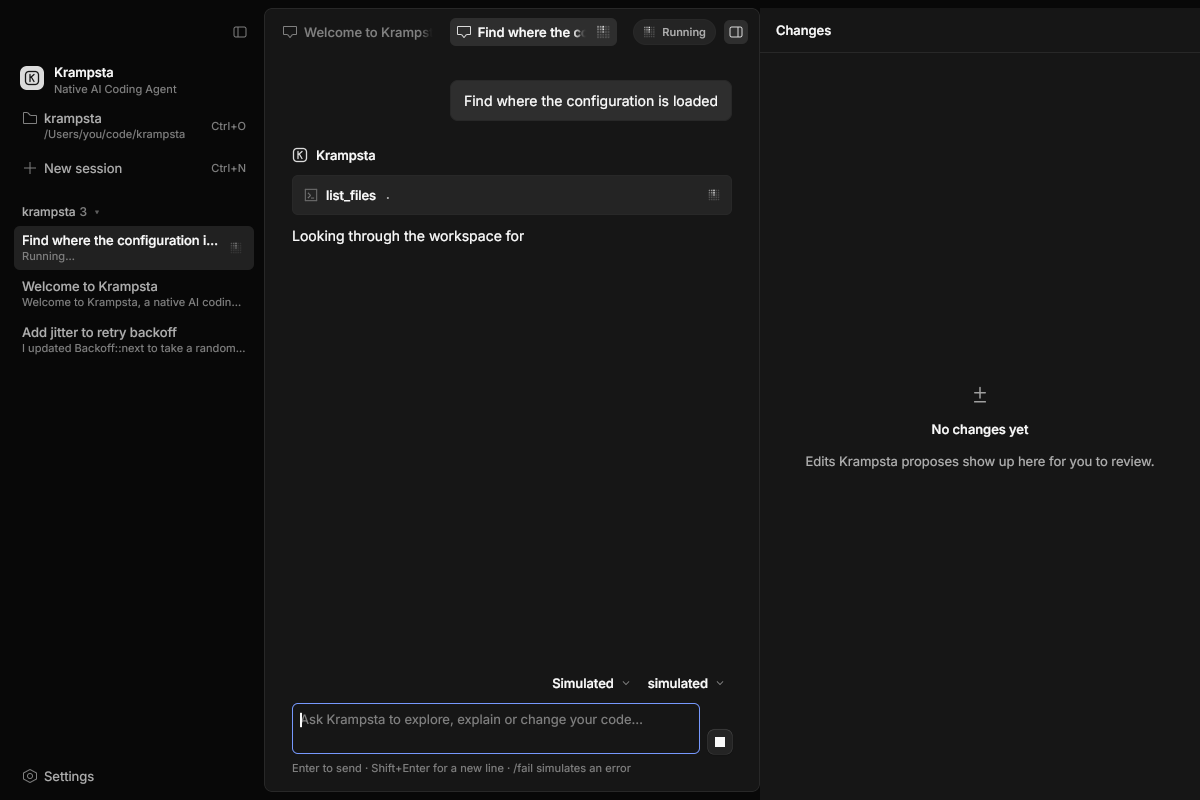 Krampsta
Native AI Coding Agent
krampsta
/Users/you/code/krampsta
Ctrl+O
New session
Ctrl+N
krampsta 3
Find where the configuration i...
Running...
Welcome to Krampsta
Welcome to Krampsta, a native AI codin...
Add jitter to retry backoff
I updated Backoff::next to take a random...
Settings
Welcome to Kramps
Find where the c
Running
Find where the configuration is loaded
K Krampsta
list_files .
Looking through the workspace for
Simulated
simulated
Ask Krampsta to explore, explain or change your code...
Enter to send · Shift+Enter for a new line · /fail simulates an error
Changes
No changes yet
Edits Krampsta proposes show up here for you to review.